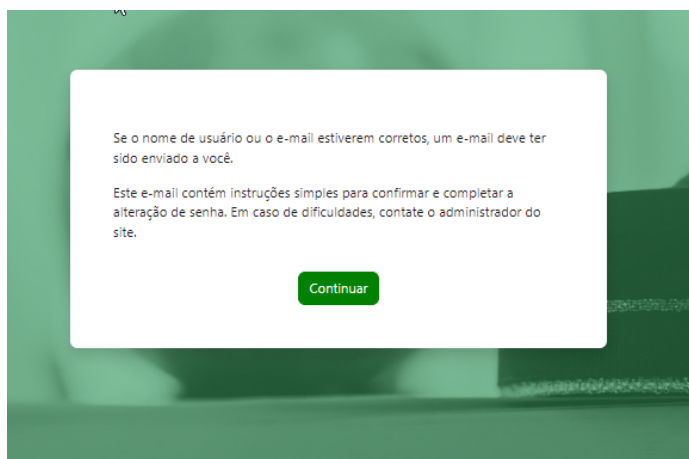 Se o nome de usuário ou o e-mail estiverem corretos, um e-mail deve ter
sido enviado a você.
Este e-mail contém instruções simples para confirmar e completar a
alteração de senha. Em caso de dificuldades, contate o administrador do
site.
Continuar